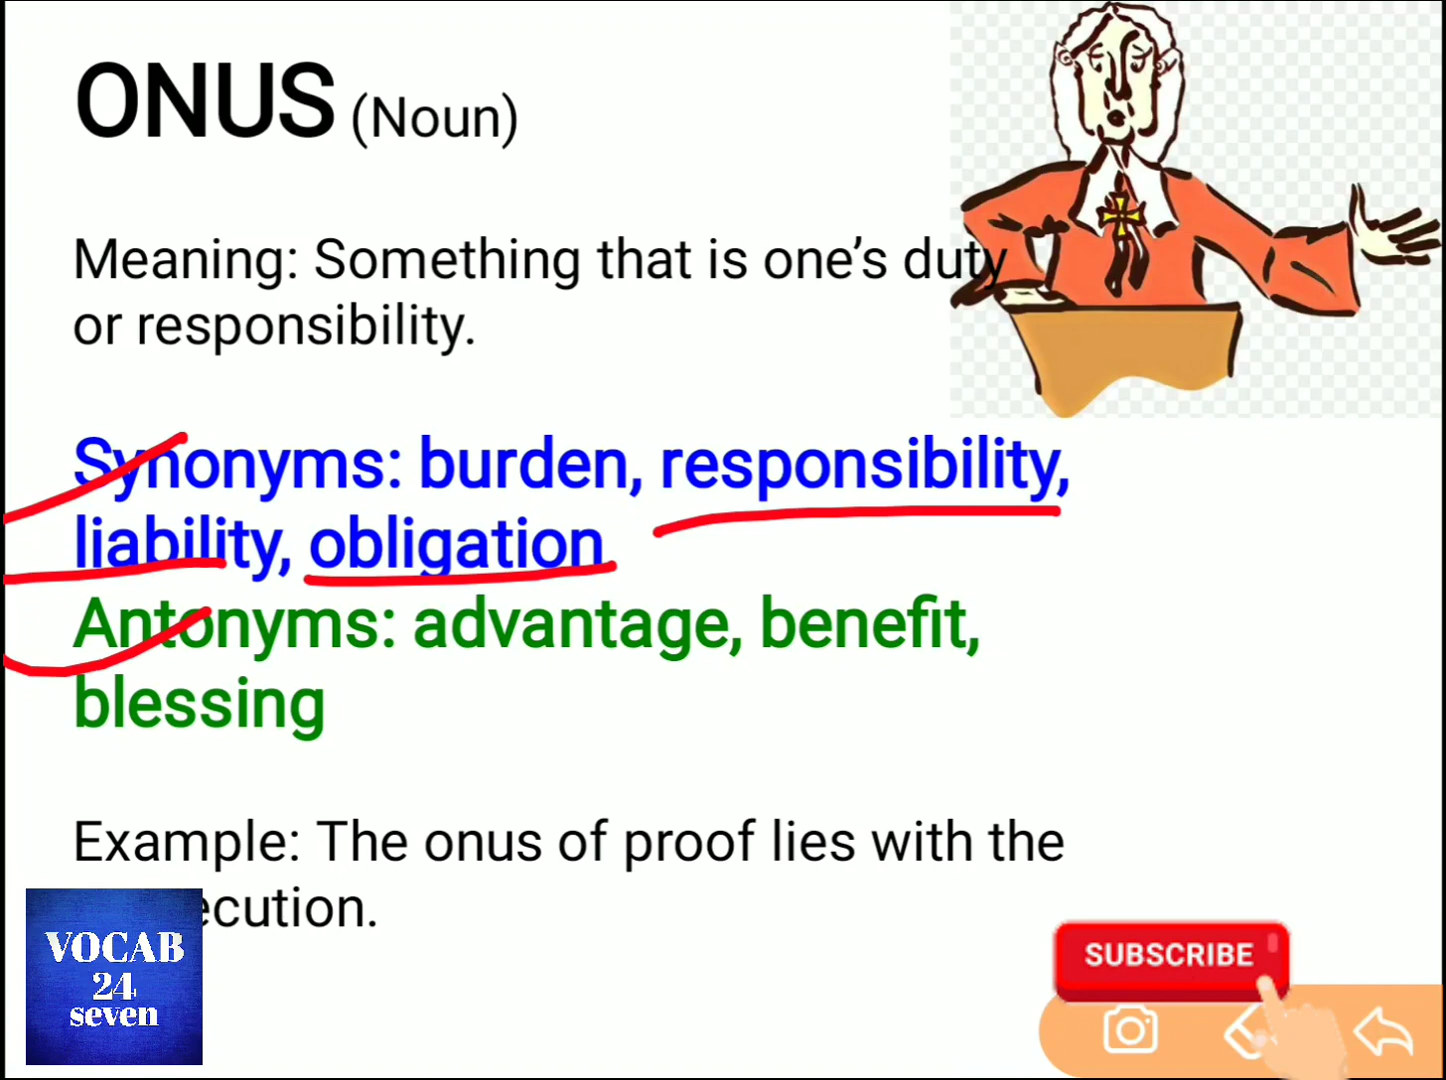 ONUS (Noun)
Meaning: Something that is one’s duty
or responsibility.
Synonyms: burden, responsibility,
liability, obligation
Antonyms: advantage, benefit,
blessing
Example: The onus of proof lies with the
ecution.
VOCAB
24
seven
SUBSCRIBE